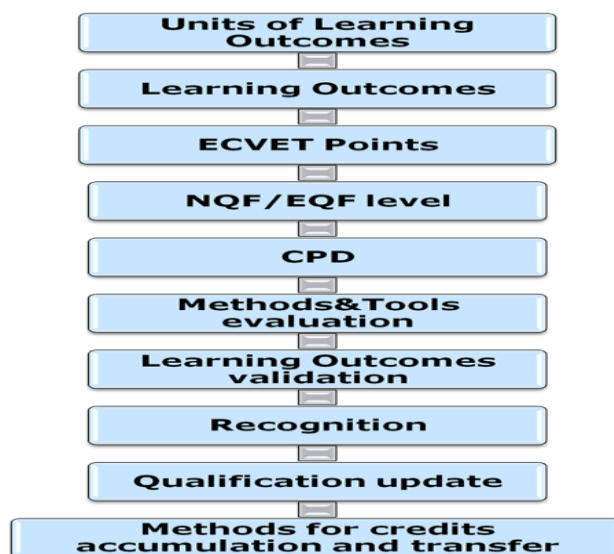 Units of Learning
Outcomes
Learning Outcomes
ECVET Points
NQF/EQF level
CPD
Methods&Tools
evaluation
Learning Outcomes
validation
Recognition
Qualification update
Methods for credits
accumulation and transfer